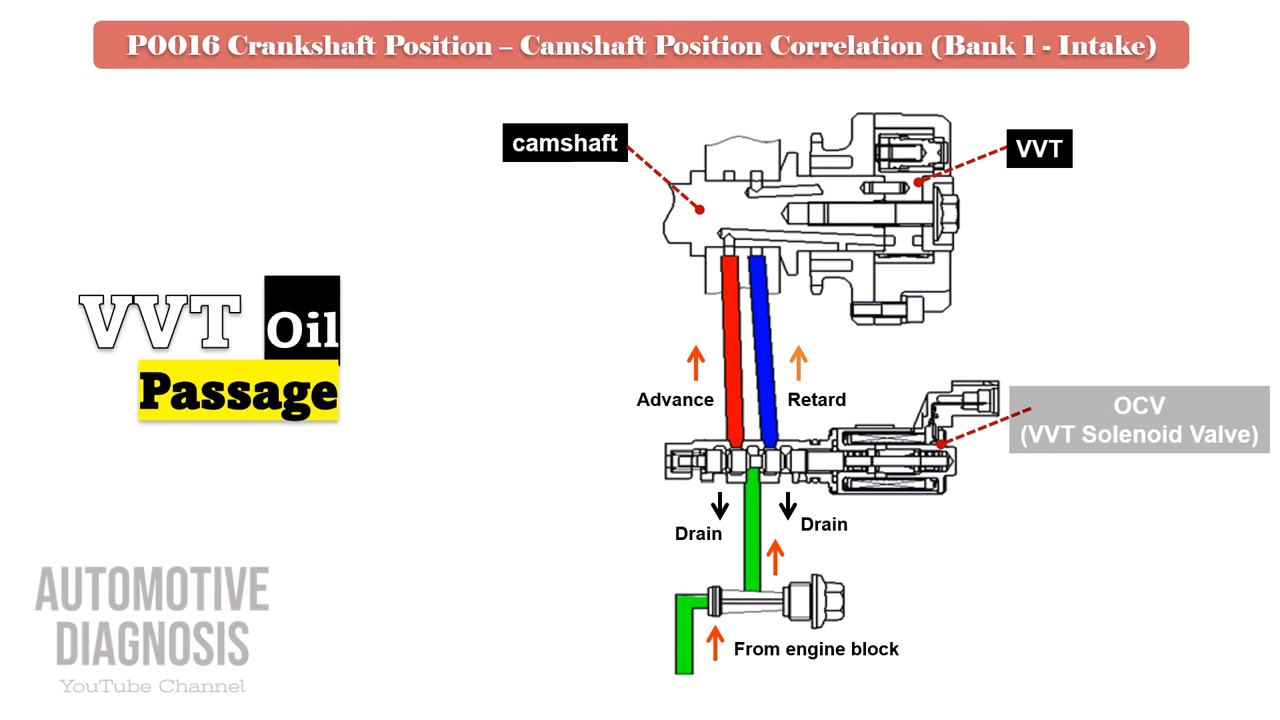 P0016 Crankshaft Position – Camshaft Position Correlation (Bank 1 - Intake)
camshaft
VVT
VVT Oil
Passage
Advance
Retard
OCV
(VVT Solenoid Valve)
Drain
Drain
From engine block
AUTOMOTIVE
DIAGNOSIS
YouTube Channel